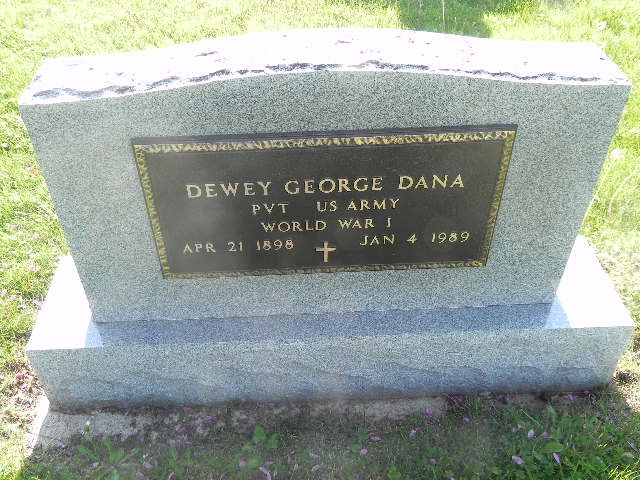 DEWEY GEORGE DANA
PVT US ARMY
WORLD WAR I
APR 21 1898 JAN 4 1989